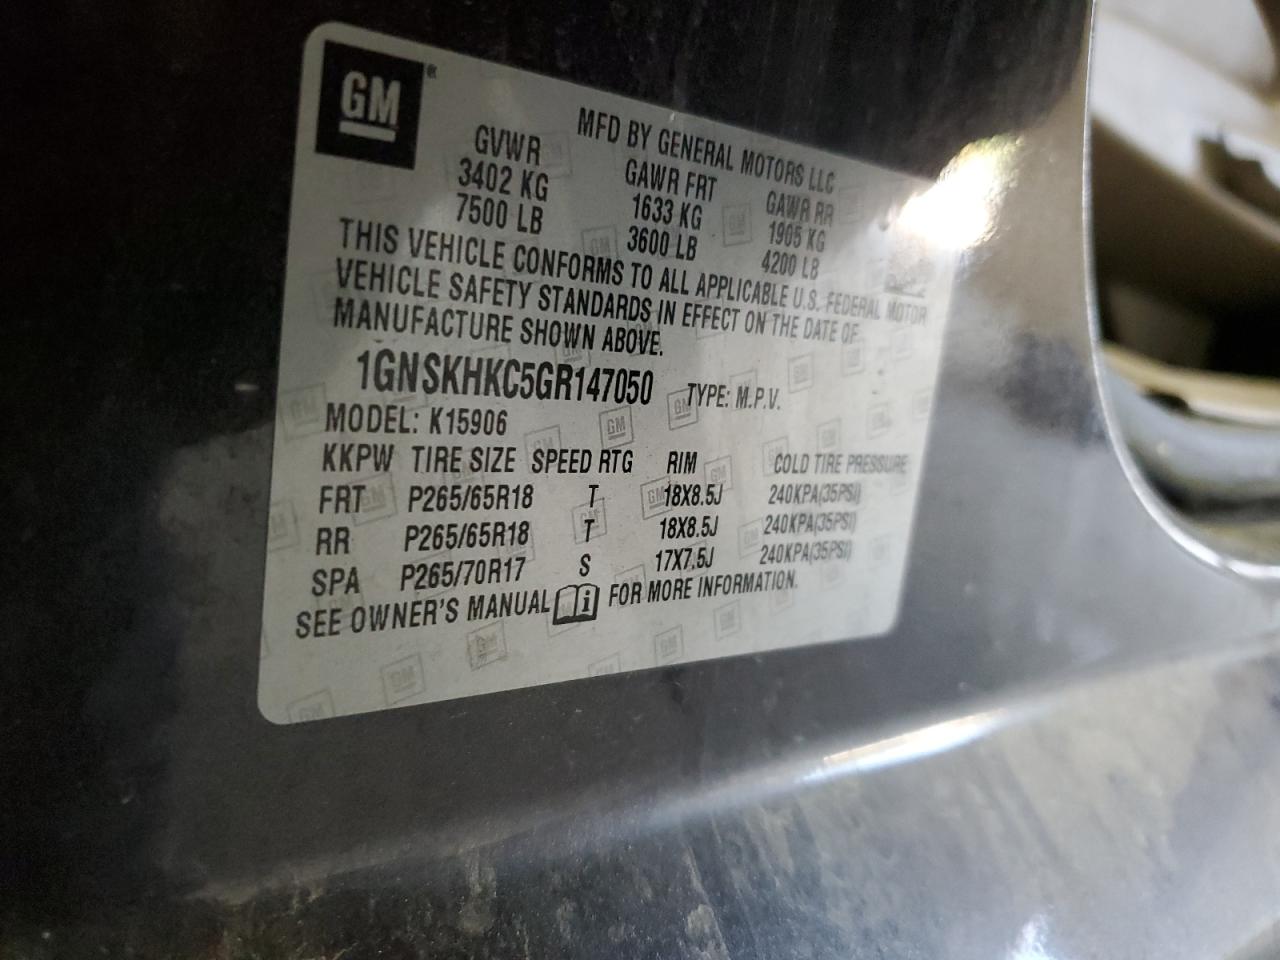 GM®
MFD BY GENERAL MOTORS LLC
GVWR GAWR FRT GAWR RR
3402 KG 1633 KG 1905 KG
7500 LB 3600 LB 4200 LB
THIS VEHICLE CONFORMS TO ALL APPLICABLE U.S. FEDERAL MOTOR
VEHICLE SAFETY STANDARDS IN EFFECT ON THE DATE OF
MANUFACTURE SHOWN ABOVE.
1GNSKHKC5GR147050 TYPE: M.P.V.
MODEL: K15906
KKPW TIRE SIZE SPEED RTG RIM COLD TIRE PRESSURE
FRT P265/65R18 T 18X8.5J 240KPA(35PSI)
RR P265/65R18 T 18X8.5J 240KPA(35PSI)
SPA P265/70R17 S 17X7.5J 240KPA(35PSI)
SEE OWNER'S MANUAL i FOR MORE INFORMATION.